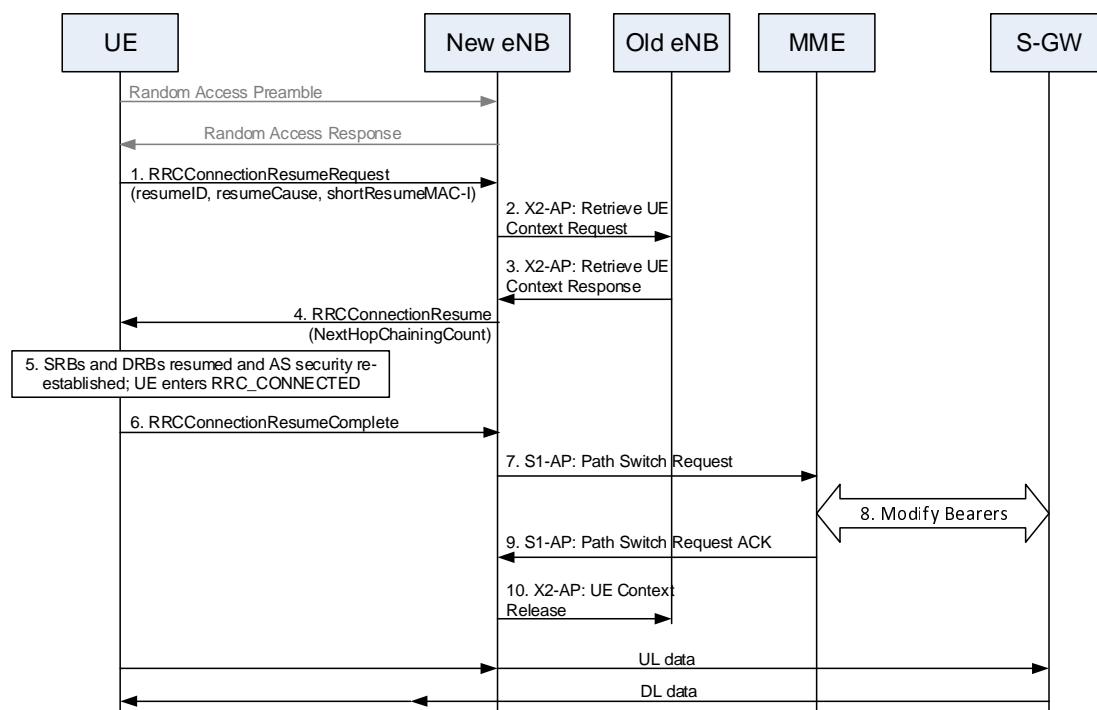 UE
New eNB
Old eNB
MME
S-GW
Random Access Preamble
Random Access Response
1. RRCConnectionResumeRequest
(resumeID, resumeCause, shortResumeMAC-I)
2. X2-AP: Retrieve UE
Context Request
3. X2-AP: Retrieve UE
Context Response
4. RRCConnectionResume
(NextHopChainingCount)
5. SRBs and DRBs resumed and AS security re-
established; UE enters RRC_CONNECTED
6. RRCConnectionResumeComplete
7. S1-AP: Path Switch Request
8. Modify Bearers
9. S1-AP: Path Switch Request ACK
10. X2-AP: UE Context
Release
UL data
DL data